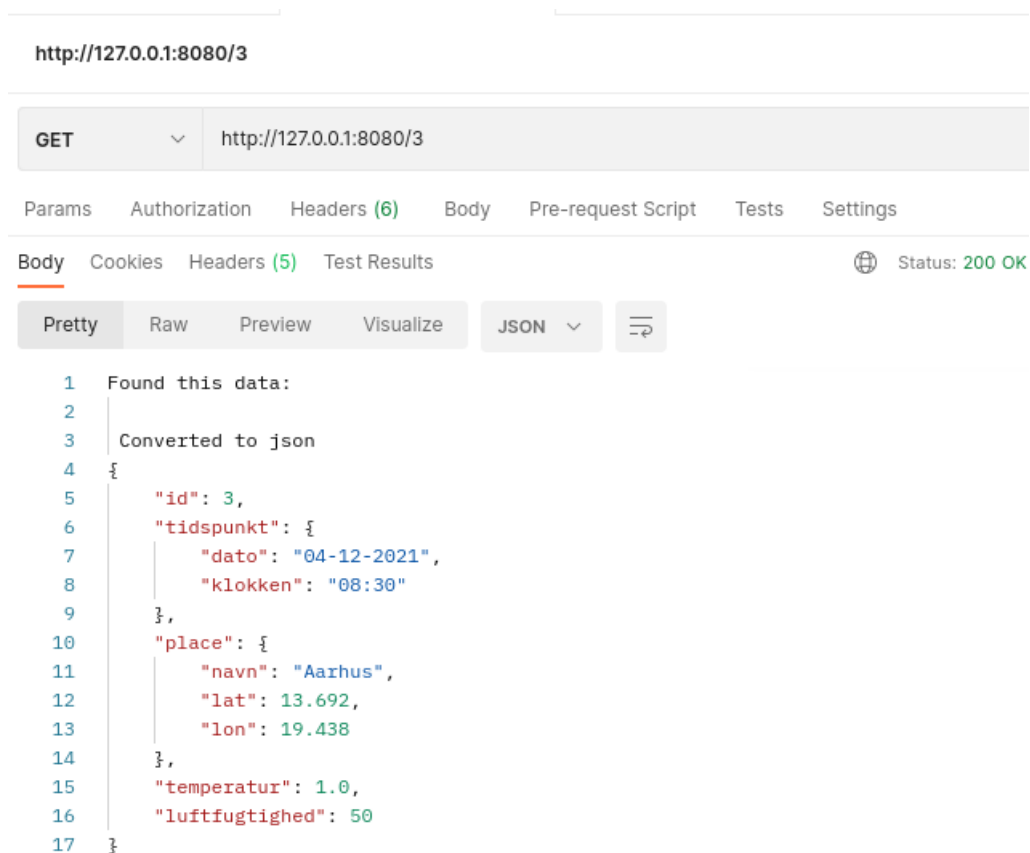 http://127.0.0.1:8080/3
GET http://127.0.0.1:8080/3
Params Authorization Headers (6) Body Pre-request Script Tests Settings
Body Cookies Headers (5) Test Results Status: 200 OK
Pretty Raw Preview Visualize JSON
1 Found this data:
2
3 Converted to json
4 {
5 "id": 3,
6 "tidspunkt": {
7 "dato": "04-12-2021",
8 "klokken": "08:30"
9 },
10 "place": {
11 "navn": "Aarhus",
12 "lat": 13.692,
13 "lon": 19.438
14 },
15 "temperatur": 1.0,
16 "luftfugtighed": 50
17 }